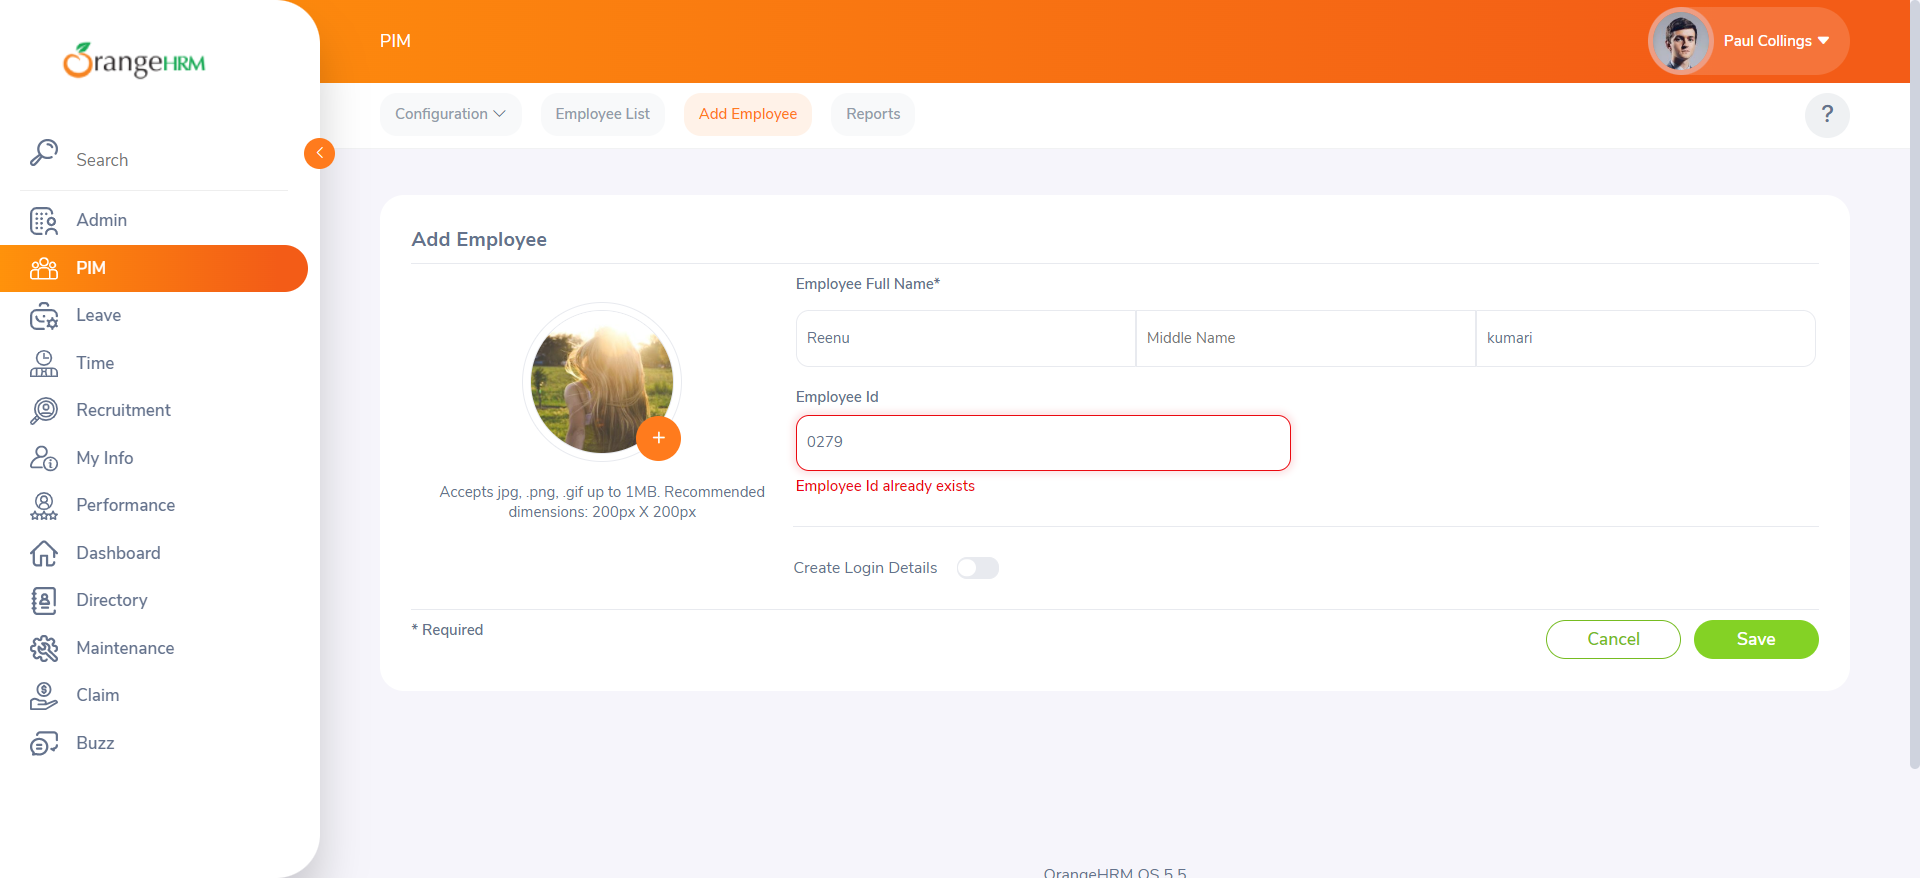 OrangeHRM
Search
Admin
PIM
Leave
Time
Recruitment
My Info
Performance
Dashboard
Directory
Maintenance
Claim
Buzz
PIM
Paul Collings
Configuration
Employee List
Add Employee
Reports
?
Add Employee
Accepts jpg, .png, .gif up to 1MB. Recommended
dimensions: 200px X 200px
Employee Full Name*
Reenu
Middle Name
kumari
Employee Id
0279
Employee Id already exists
Create Login Details
* Required
Cancel
Save
OrangeHRM OS 5.5